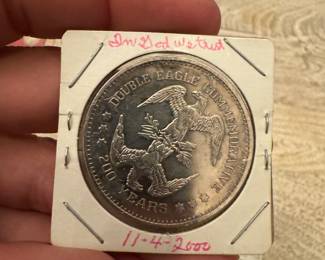 In God we trust
DOUBLE EAGLE COMMEMORATIVE
200 YEARS
11-4-2000